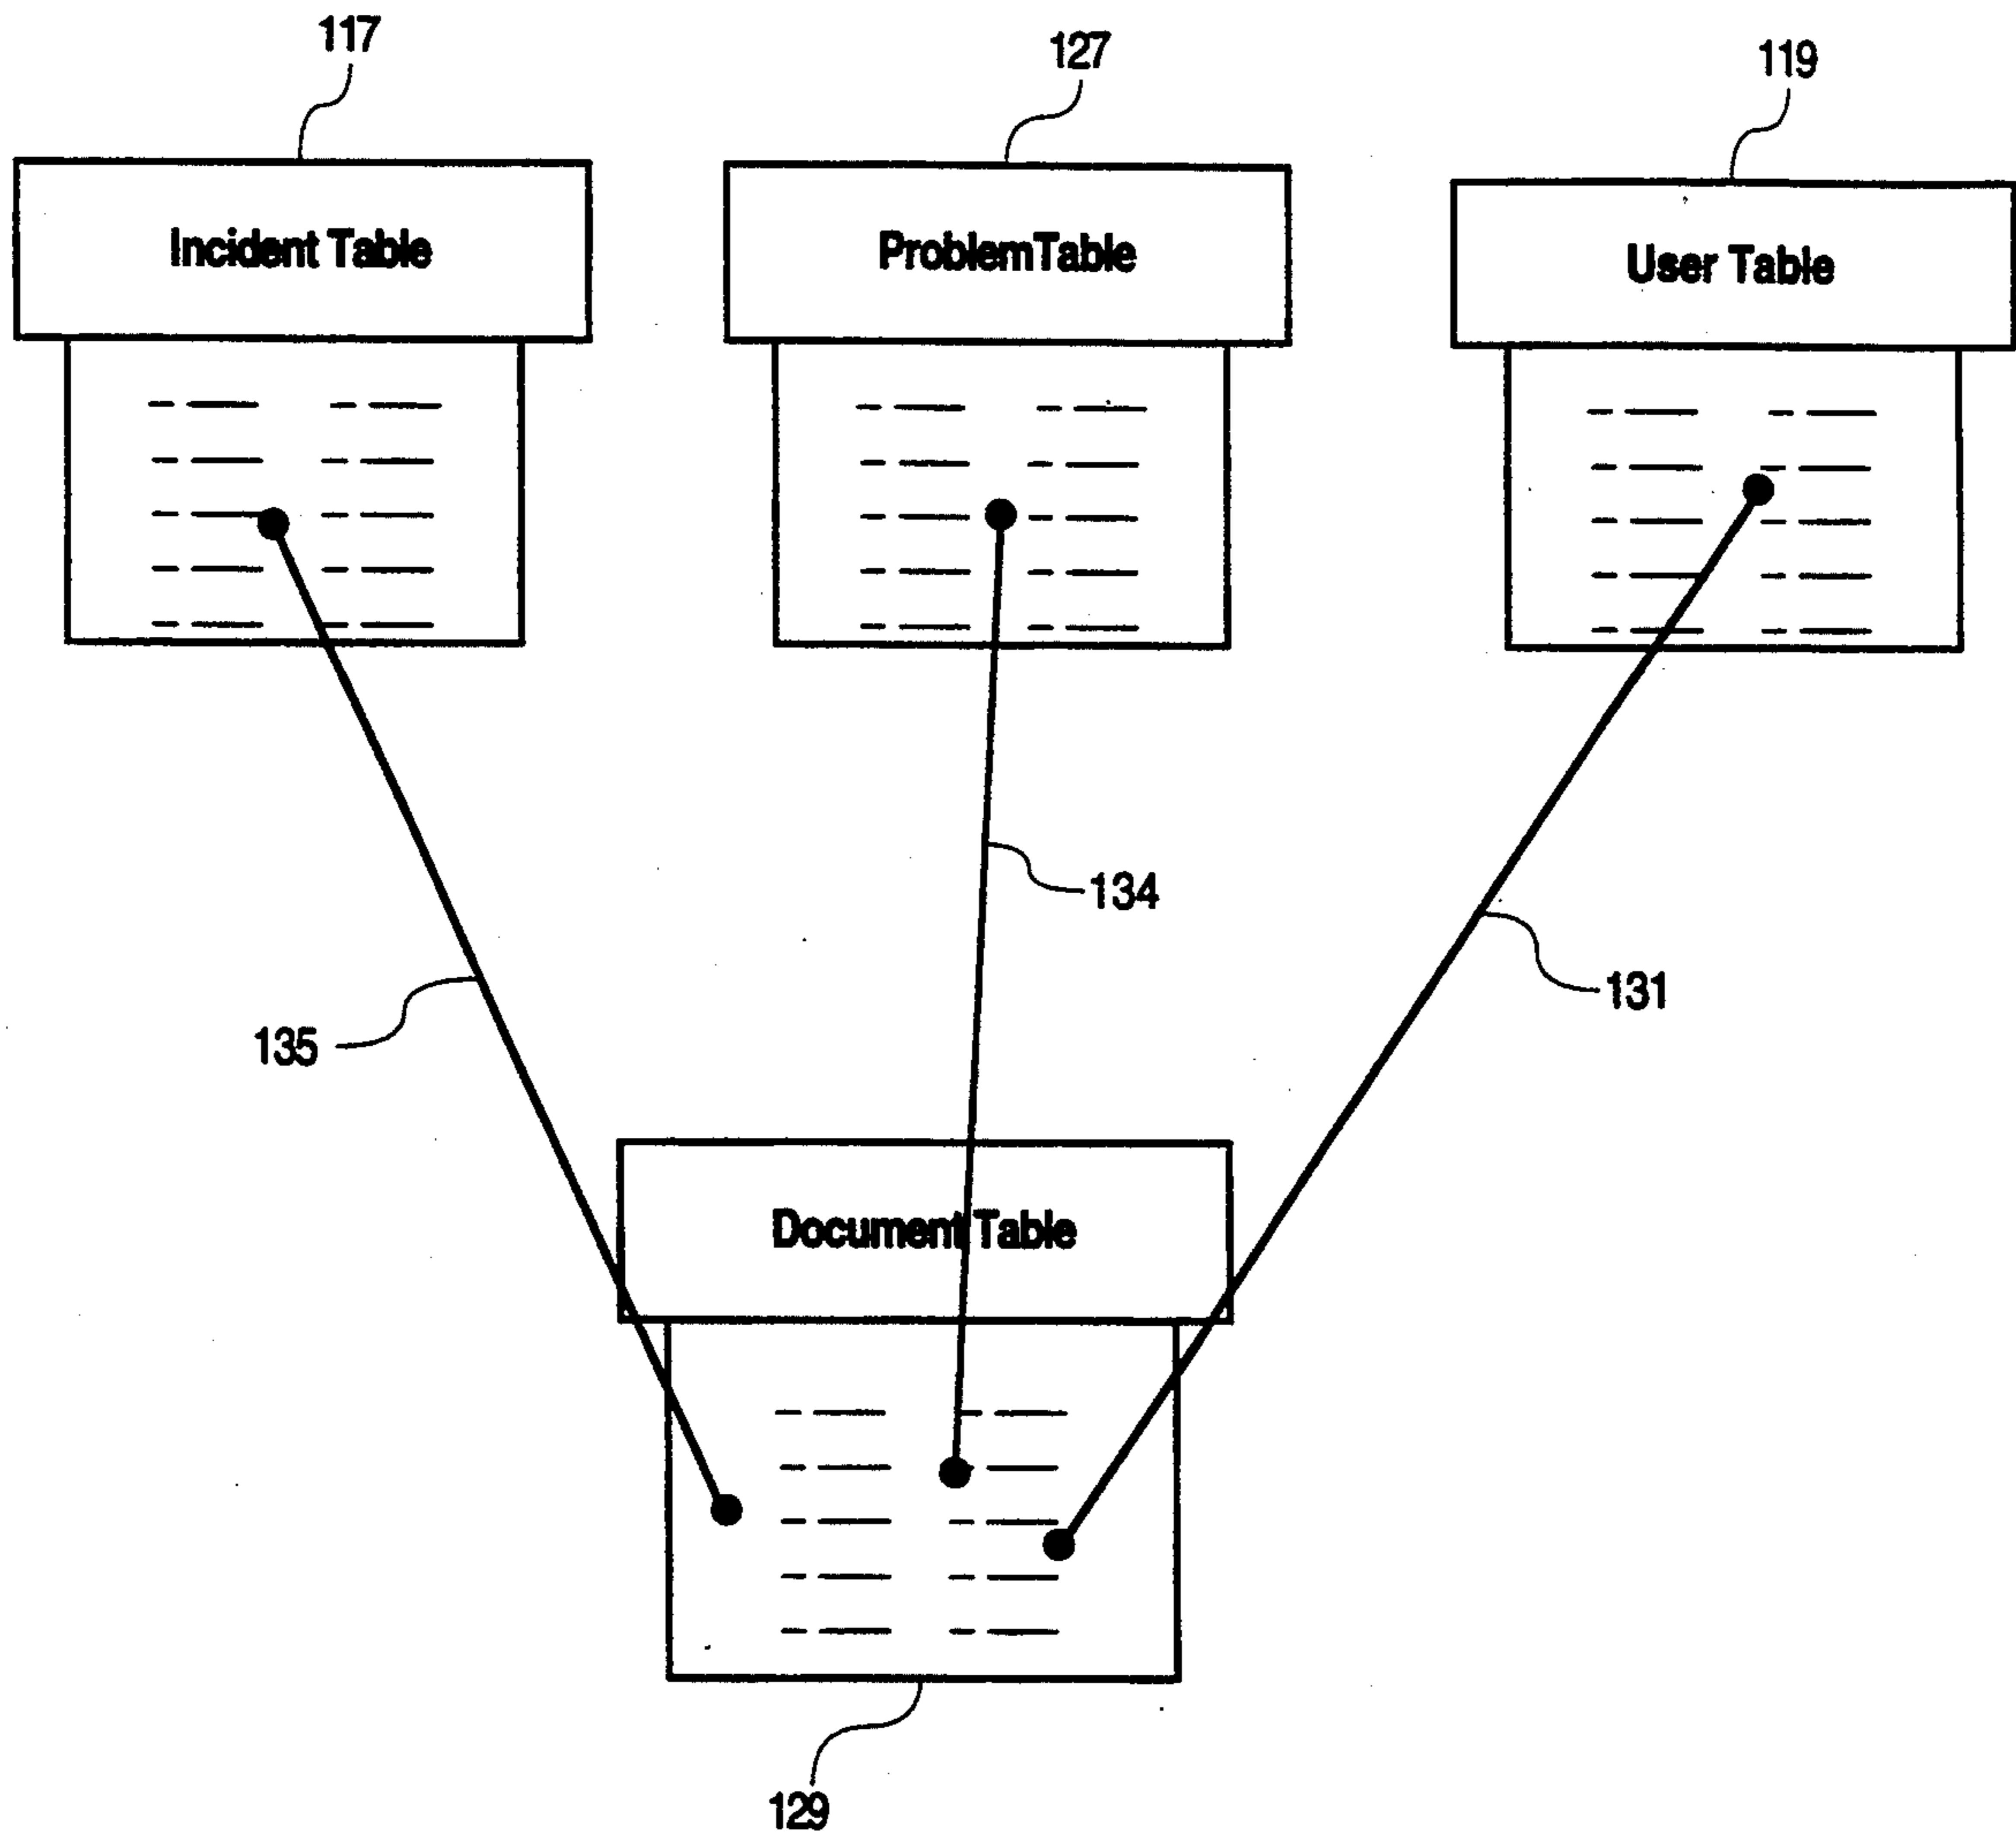 117
127
119
Incident Table
ProblemTable
User Table
134
131
135
Document Table
129